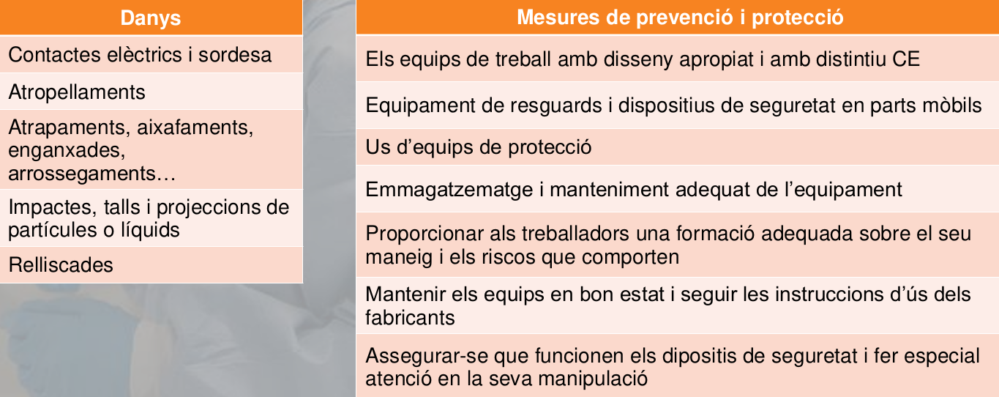 Danys
Contactes elèctrics i sordesa
Atropellaments
Atrapaments, aixafaments,
enganxades,
arrossegaments…
Impactes, talls i projeccions de
partícules o líquids
Relliscades
Mesures de prevenció i protecció
Els equips de treball amb disseny apropiat i amb distintiu CE
Equipament de resguards i dispositius de seguretat en parts mòbils
Us d’equips de protecció
Emmagatzematge i manteniment adequat de l’equipament
Proporcionar als treballadors una formació adequada sobre el seu
maneig i els riscos que comporten
Mantenir els equips en bon estat i seguir les instruccions d’ús dels
fabricants
Assegurar-se que funcionen els dipositis de seguretat i fer especial
atenció en la seva manipulació